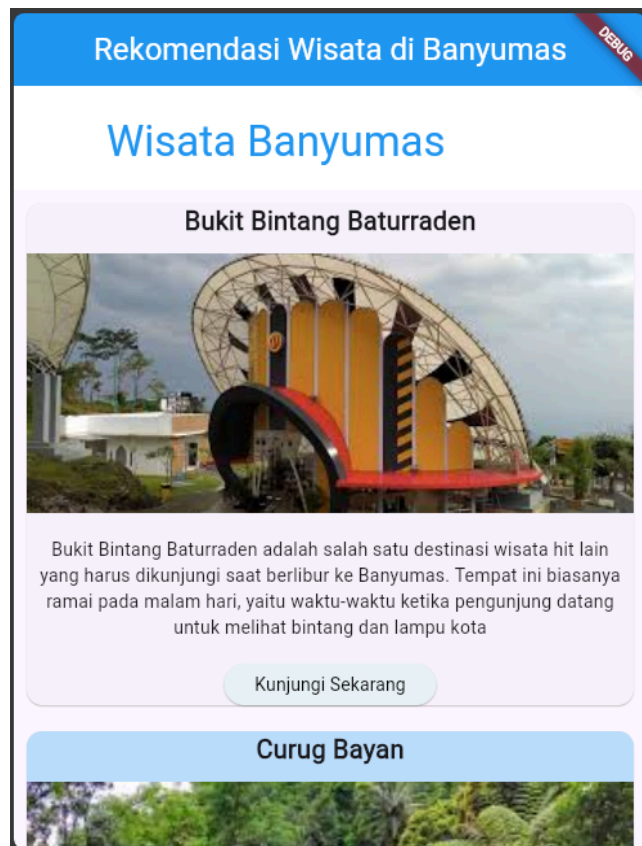 Rekomendasi Wisata di Banyumas
DEBUG
Wisata Banyumas
Bukit Bintang Baturraden
Bukit Bintang Baturraden adalah salah satu destinasi wisata hit lain
yang harus dikunjungi saat berlibur ke Banyumas. Tempat ini biasanya
ramai pada malam hari, yaitu waktu-waktu ketika pengunjung datang
untuk melihat bintang dan lampu kota
Kunjungi Sekarang
Curug Bayan